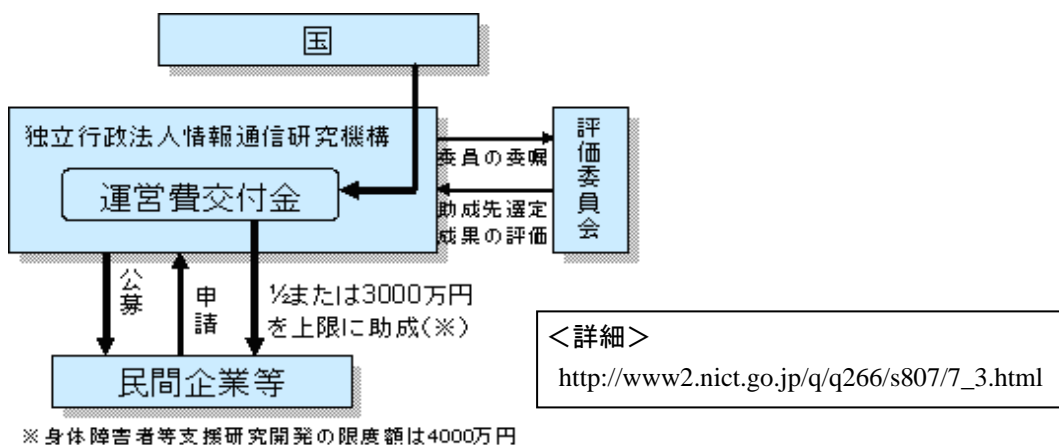 国
独立行政法人情報通信研究機構
運営費交付金
委員の委嘱
助成先選定
成果の評価
評価委員会
公募
申請
½または3000万円
を上限に助成(※)
民間企業等
※身体障害者等支援研究開発の限度額は4000万円
＜詳細＞
http://www2.nict.go.jp/q/q266/s807/7_3.html